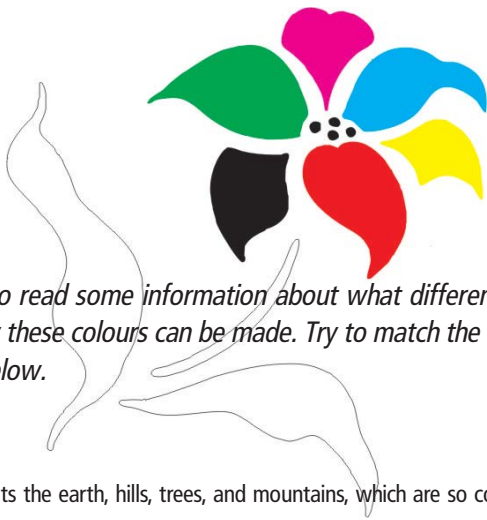 o read some information about what differen
these colours can be made. Try to match the
low.
ts the earth, hills, trees, and mountains, which are so co